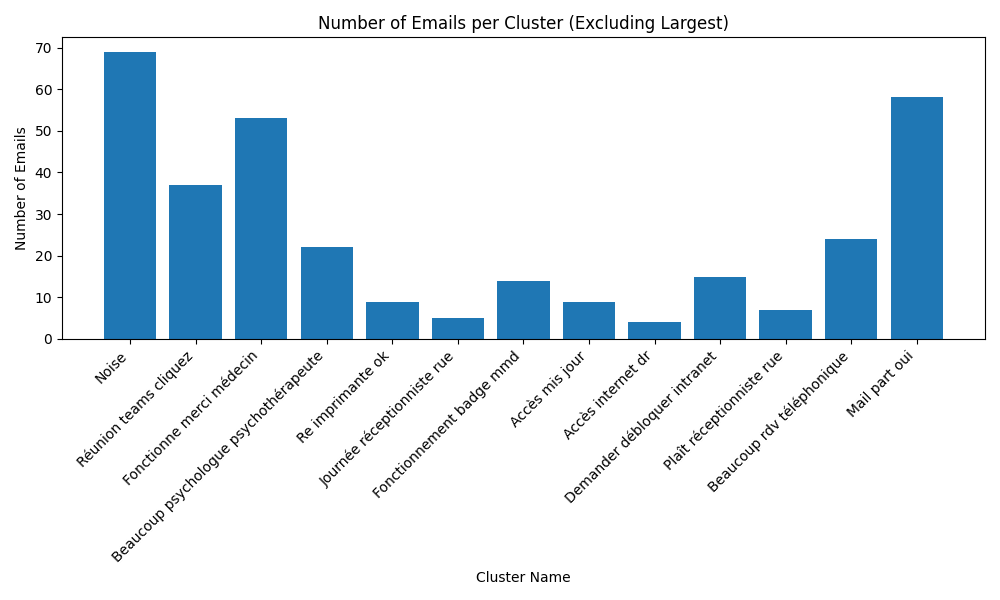 Number of Emails per Cluster (Excluding Largest)
Number of Emails
70
60
50
40
30
20
10
0
Noise
Réunion teams cliquez
Fonctionne merci médecin
Beaucoup psychologue psychothérapeute
Re imprimante ok
Journée réceptionniste rue
Fonctionnement badge mmd
Accès mis jour
Accès internet dr
Demander débloquer intranet
Plaît réceptionniste rue
Beaucoup rdv téléphonique
Mail part oui
Cluster Name